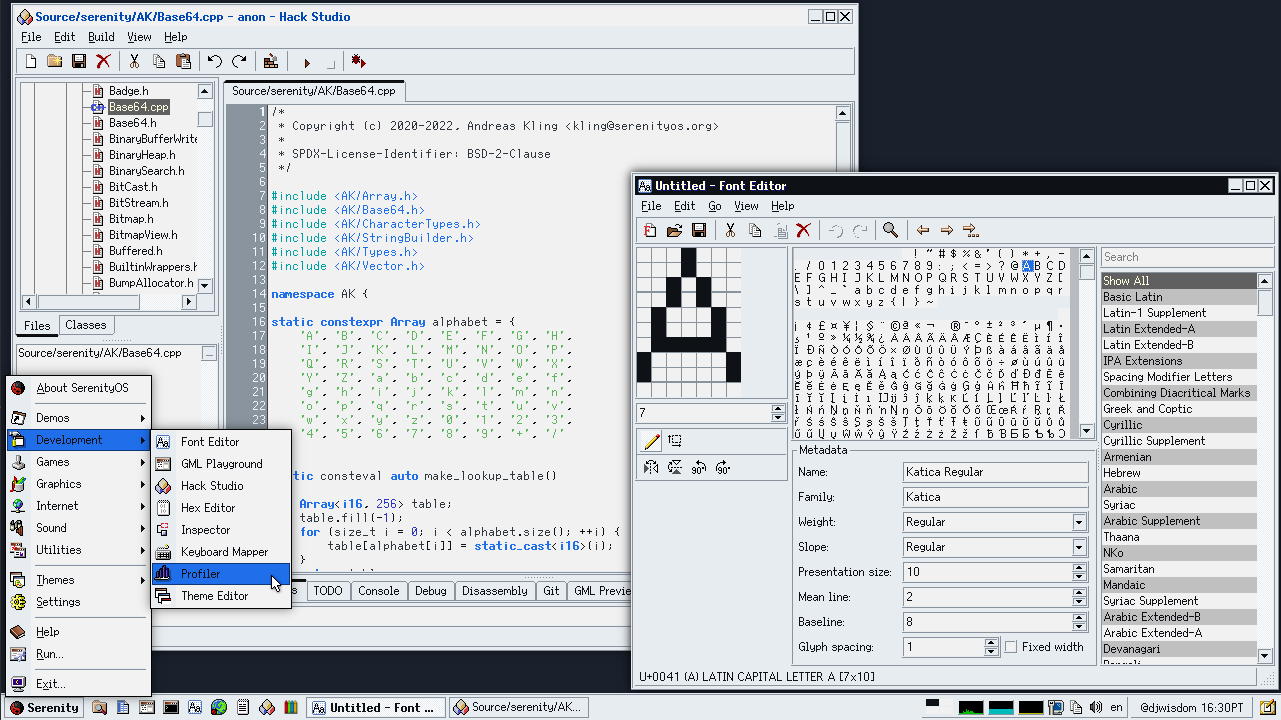 Source/serenity/AK/Base64.cpp - anon - Hack Studio
File Edit Build View Help
Badge.h
Base64.cpp
Base64.h
BinaryBufferWrite
BinaryHeap.h
BinarySearch.h
BitCast.h
BitStream.h
Bitmap.h
BitmapView.h
Buffered.h
BuiltinWrappers.h
BumpAllocator.h
Files Classes
Source/serenity/AK/Base64.cpp
...
Source/serenity/AK/Base64.cpp
1 /*
2  * Copyright (c) 2020-2022, Andreas Kling <kling@serenityos.org>
3  *
4  * SPDX-License-Identifier: BSD-2-Clause
5  */
6
7 #include <AK/Array.h>
8 #include <AK/Base64.h>
9 #include <AK/CharacterTypes.h>
10 #include <AK/StringBuilder.h>
11 #include <AK/Types.h>
12 #include <AK/Vector.h>
13
14 namespace AK {
15
16 static constexpr Array alphabet = {
17 'A', 'B', 'C', 'D', 'E', 'F', 'G', 'H',
18 'I', 'J', 'K', 'L', 'M', 'N', 'O', 'P',
19 'Q', 'R', 'S', 'T', 'U', 'V', 'W', 'X',
20 'Y', 'Z', 'a', 'b', 'c', 'd', 'e', 'f',
21 'g', 'h', 'i', 'j', 'k', 'l', 'm', 'n',
22 'o', 'p', 'q', 'r', 's', 't', 'u', 'v',
23 'w', 'x', 'y', 'z', '0', '1', '2', '3',
'4', '5', '6', '7', '8', '9', '+', '/'
tic consteval auto make_lookup_table()
Array<i16, 256> table;
table.fill(-1);
for (size_t i = 0; i < alphabet.size(); ++i) {
table[alphabet[i]] = static_cast<i16>(i);
}
TODO Console Debug Disassembly Git GML Previe
Untitled - Font Editor
File Edit Go View Help
7
! " # $ % & ' ( ) * + , -
. / 0 1 2 3 4 5 6 7 8 9 : ; < = > ? @ A B C D
E F G H I J K L M N O P Q R S T U V W X Y Z [
\ ] ^ _ ` a b c d e f g h i j k l m n o p q r
s t u v w x y z { | } ~
Metadata
Name: Katica Regular
Family: Katica
Weight: Regular
Slope: Regular
Presentation size: 10
Mean line: 2
Baseline: 8
Glyph spacing: 1 Fixed width
Search
Show All
Basic Latin
Latin-1 Supplement
Latin Extended-A
Latin Extended-B
IPA Extensions
Spacing Modifier Letters
Combining Diacritical Marks
Greek and Coptic
Cyrillic
Cyrillic Supplement
Armenian
Hebrew
Arabic
Syriac
Arabic Supplement
Thaana
NKo
Samaritan
Mandaic
Syriac Supplement
Arabic Extended-B
Arabic Extended-A
Devanagari
U+0041 (A) LATIN CAPITAL LETTER A [7x10]
About SerenityOS
Demos
Development
Games
Graphics
Internet
Sound
Utilities
Themes
Settings
Help
Run...
Exit...
Font Editor
GML Playground
Hack Studio
Hex Editor
Inspector
Keyboard Mapper
Profiler
Theme Editor
Serenity
Untitled - Font ...
Source/serenity/AK...
en
@djwisdom 16:30PT